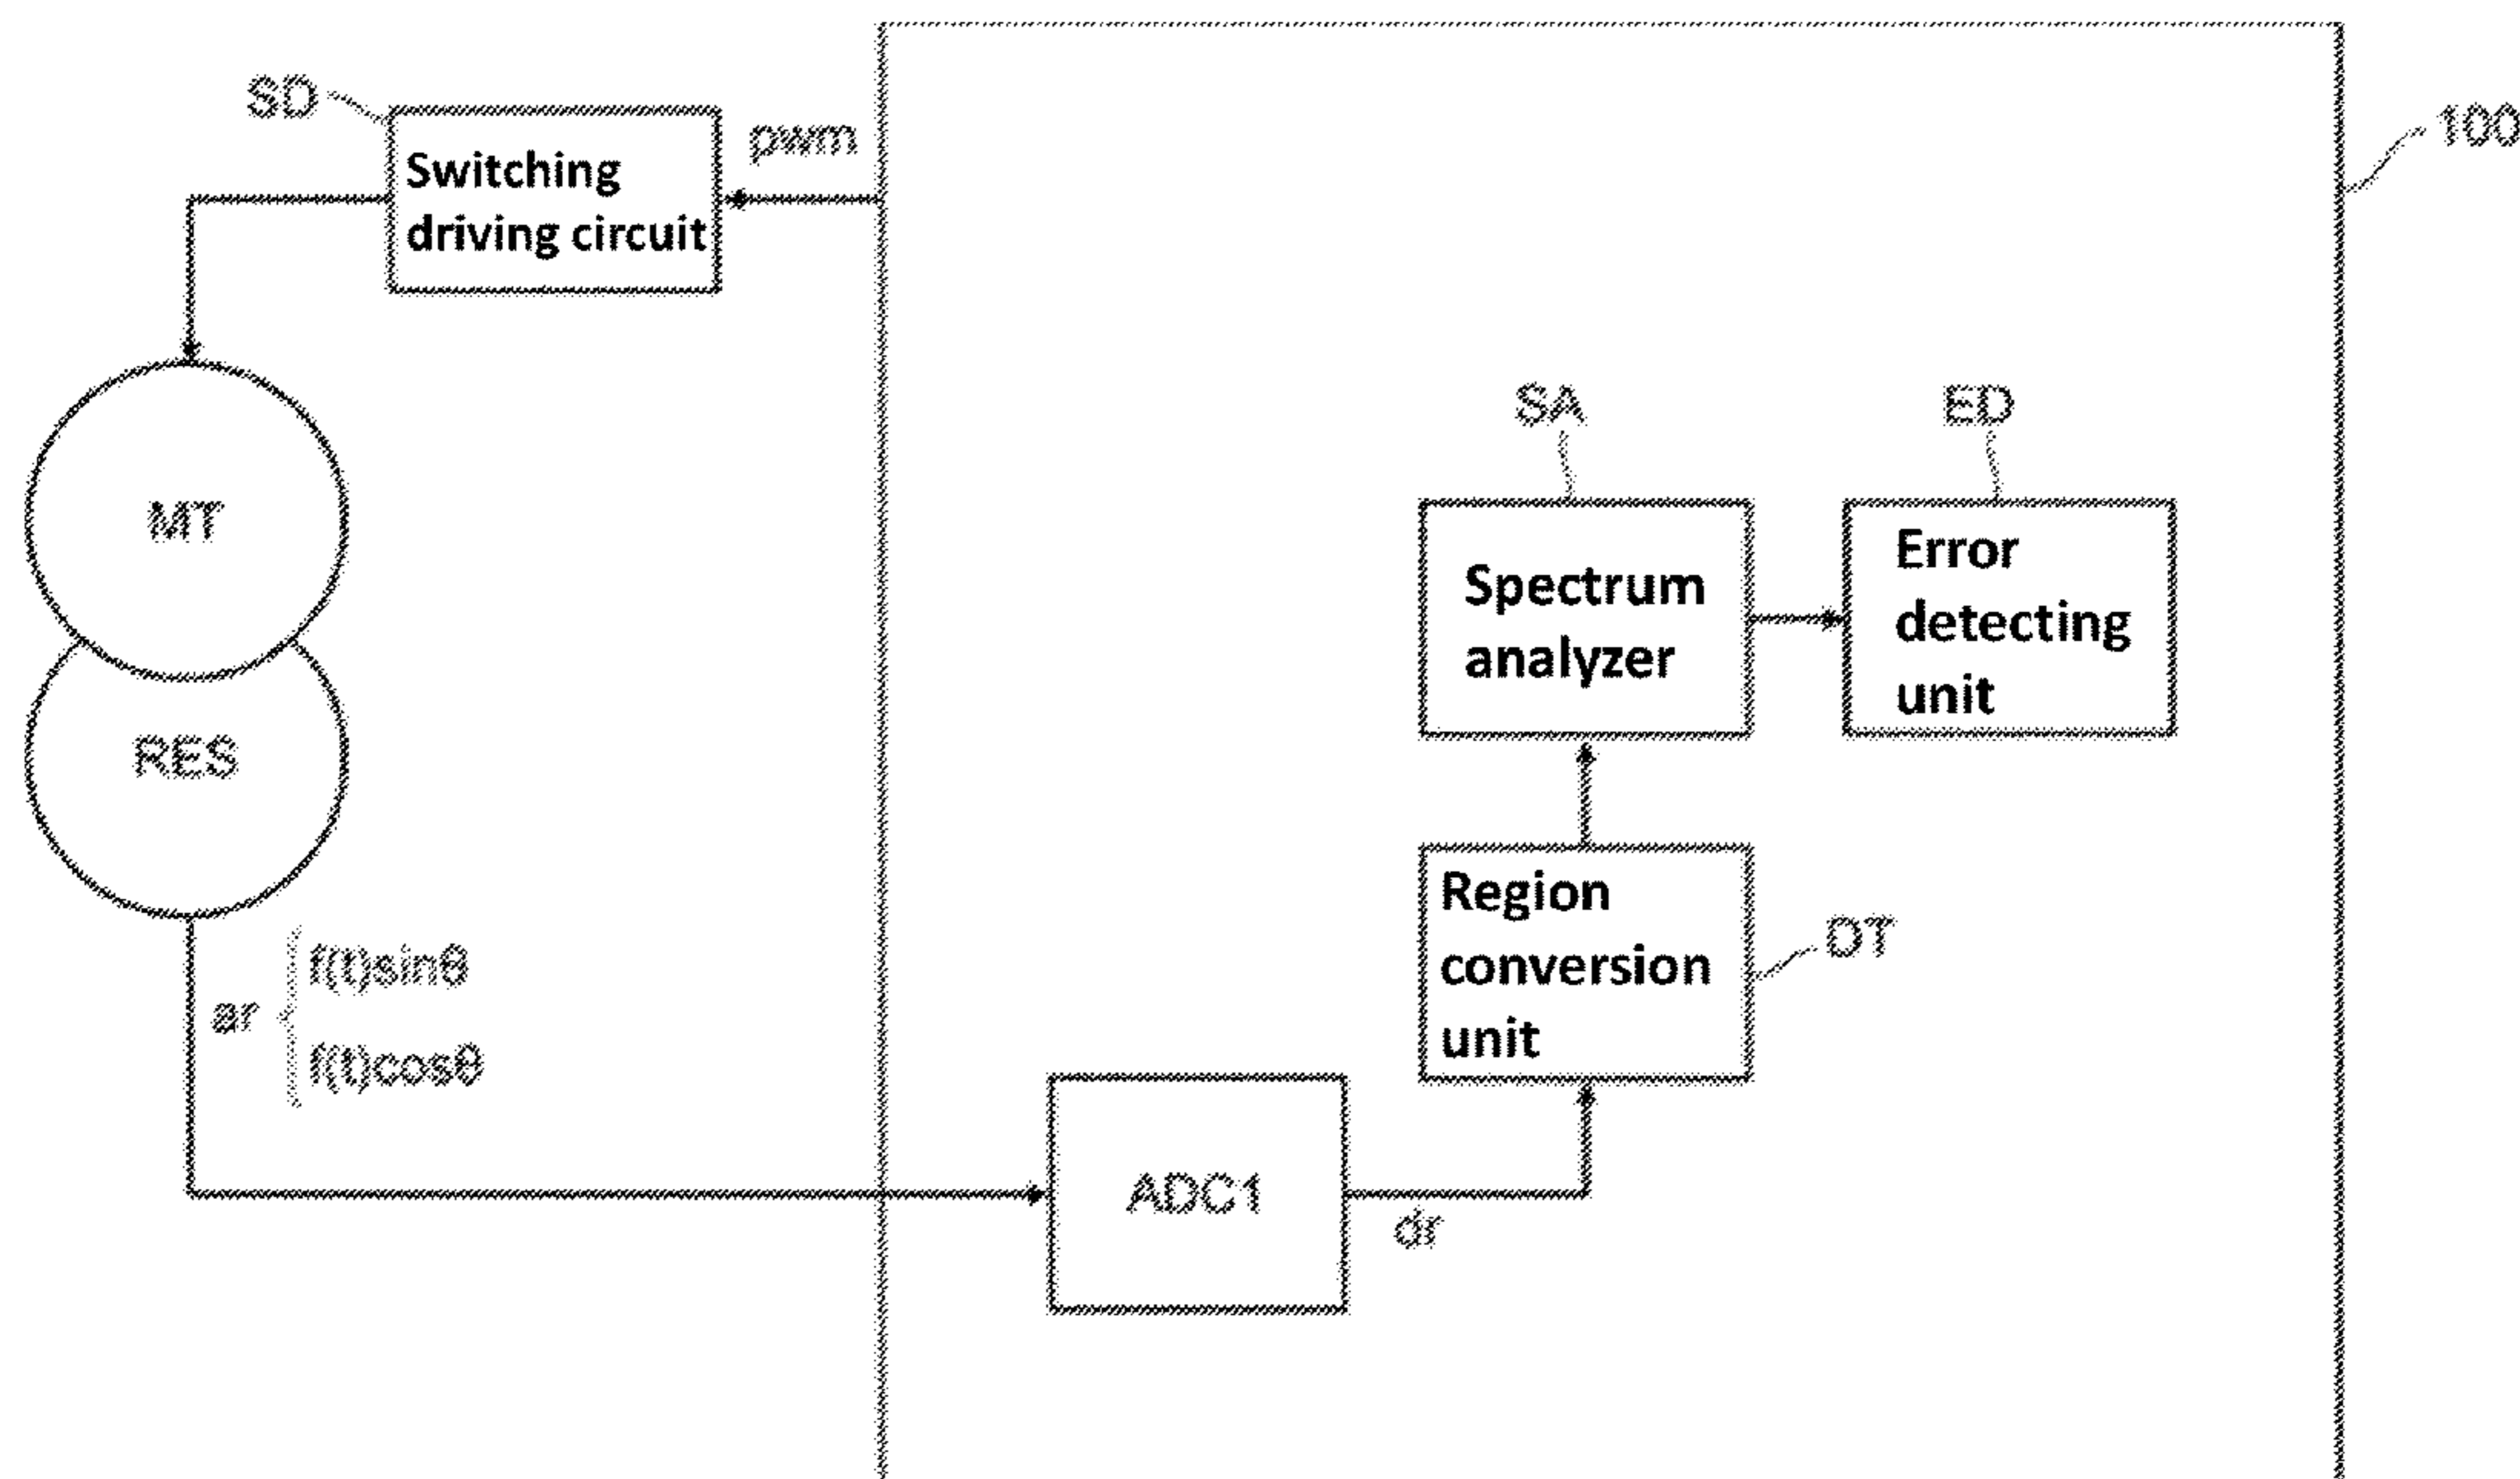 SD
Switching
driving circuit
pwm
100
MT
RES
SA
ED
Spectrum
analyzer
Error
detecting
unit
Region
conversion
unit
DT
ar
f(t)sinθ
f(t)cosθ
ADC1
dr